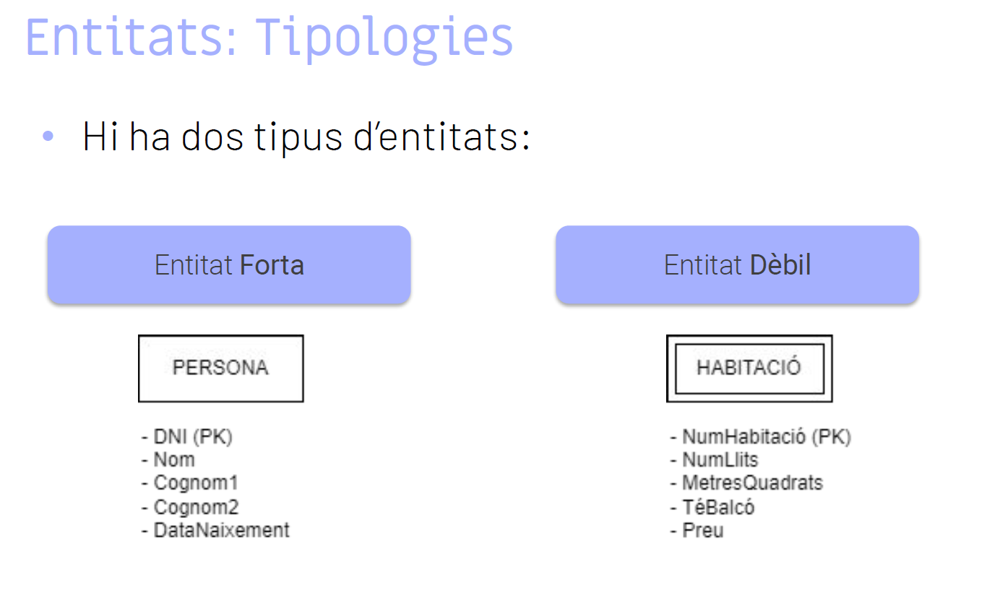 Entitats: Tipologies
• Hi ha dos tipus d’entitats:
Entitat Forta
Entitat Dèbil
PERSONA
- DNI (PK)
- Nom
- Cognom1
- Cognom2
- DataNaixement
HABITACIÓ
- NumHabitació (PK)
- NumLlits
- MetresQuadrats
- TéBalcó
- Preu